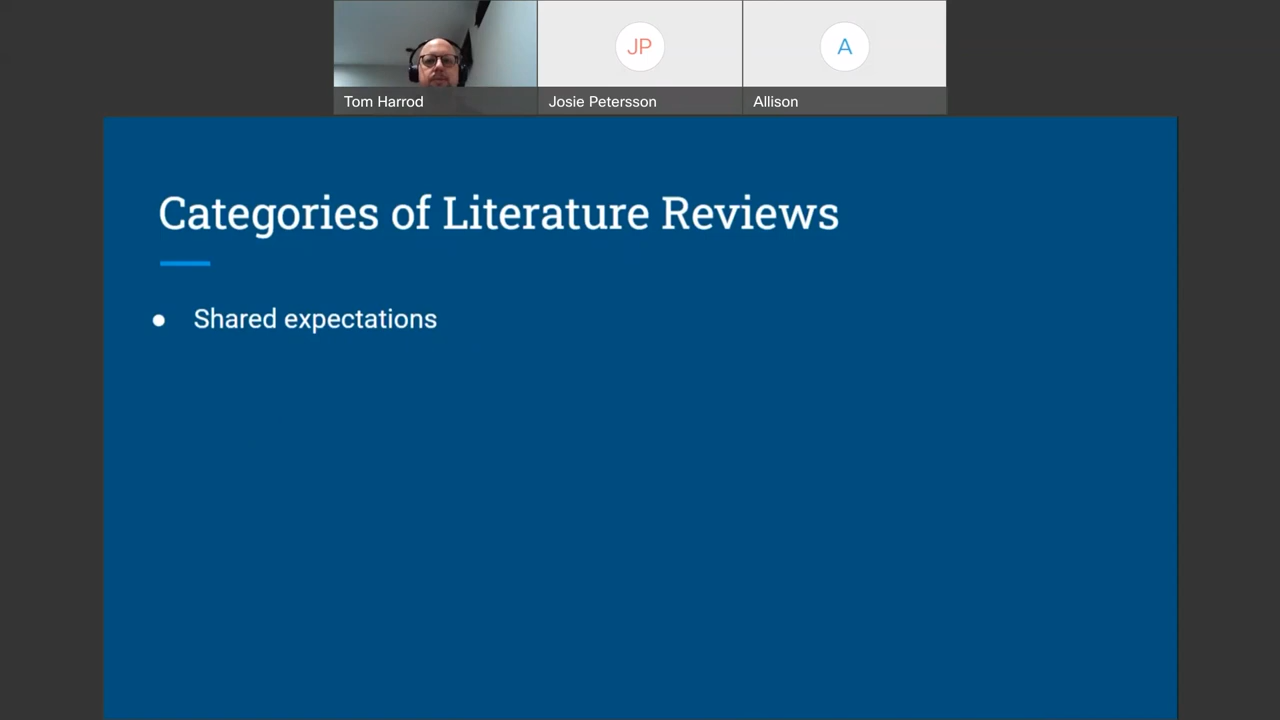 JP
A
Tom Harrod
Josie Petersson
Allison
Categories of Literature Reviews
● Shared expectations